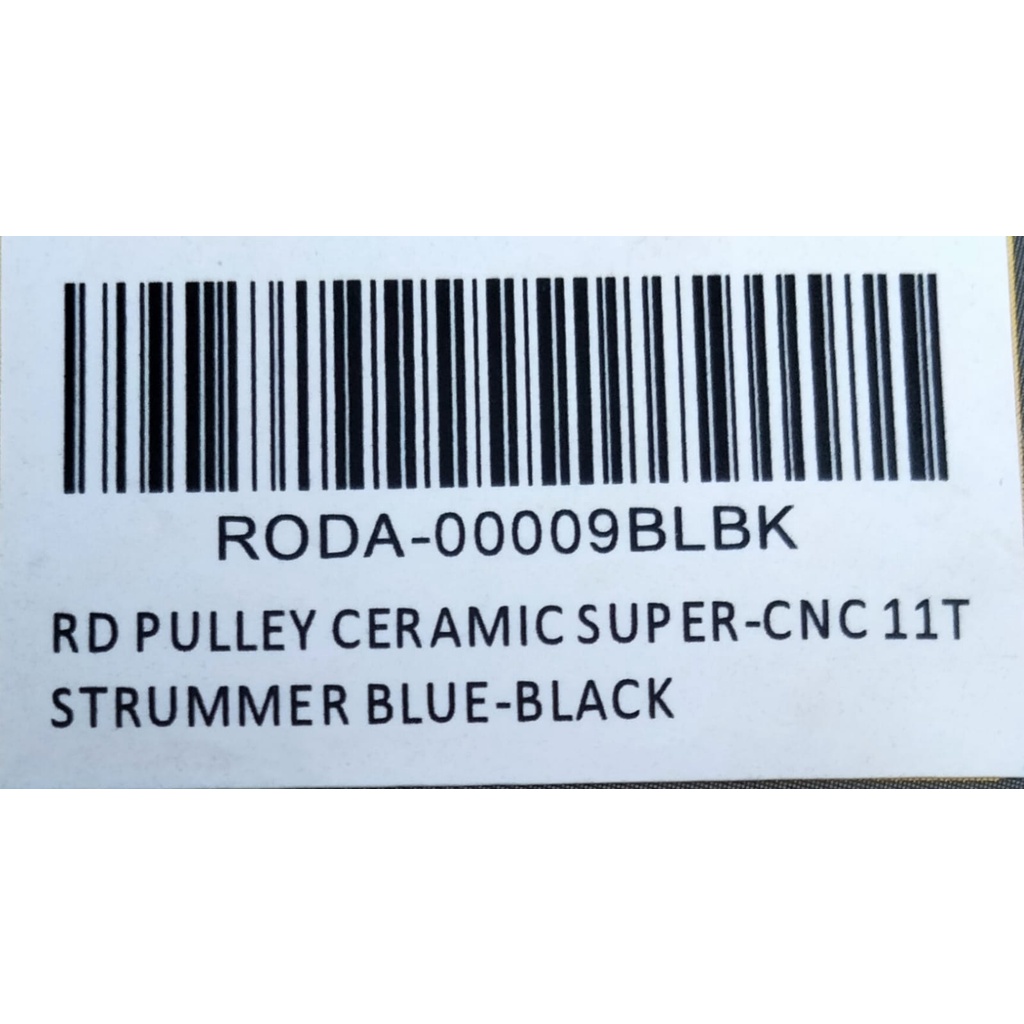 RODA-00009BLBK
RD PULLEY CERAMIC SUPER-CNC 11T
STRUMMER BLUE-BLACK